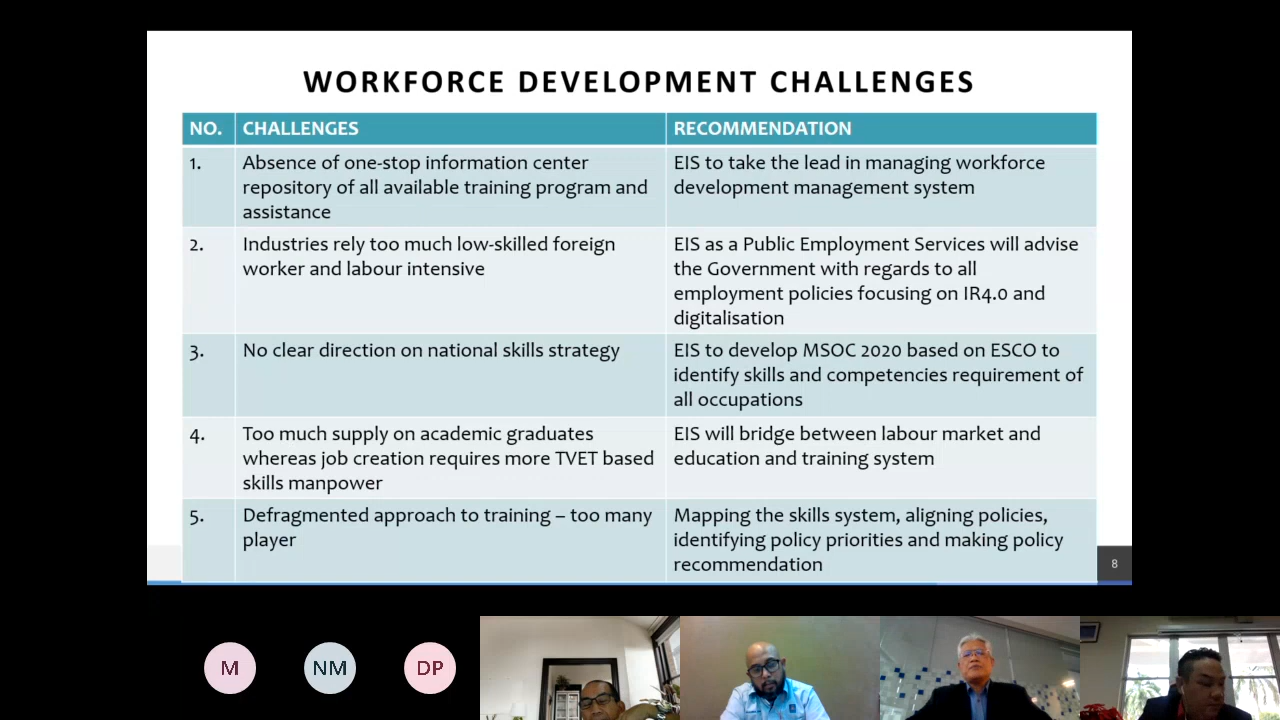 WORKFORCE DEVELOPMENT CHALLENGES
NO. CHALLENGES RECOMMENDATION
1. Absence of one-stop information center
repository of all available training program and
assistance
EIS to take the lead in managing workforce
development management system
2. Industries rely too much low-skilled foreign
worker and labour intensive
EIS as a Public Employment Services will advise
the Government with regards to all
employment policies focusing on IR4.0 and
digitalisation
3. No clear direction on national skills strategy
EIS to develop MSOC 2020 based on ESCO to
identify skills and competencies requirement of
all occupations
4. Too much supply on academic graduates
whereas job creation requires more TVET based
skills manpower
EIS will bridge between labour market and
education and training system
5. Defragmented approach to training – too many
player
Mapping the skills system, aligning policies,
identifying policy priorities and making policy
recommendation
8
M NM DP